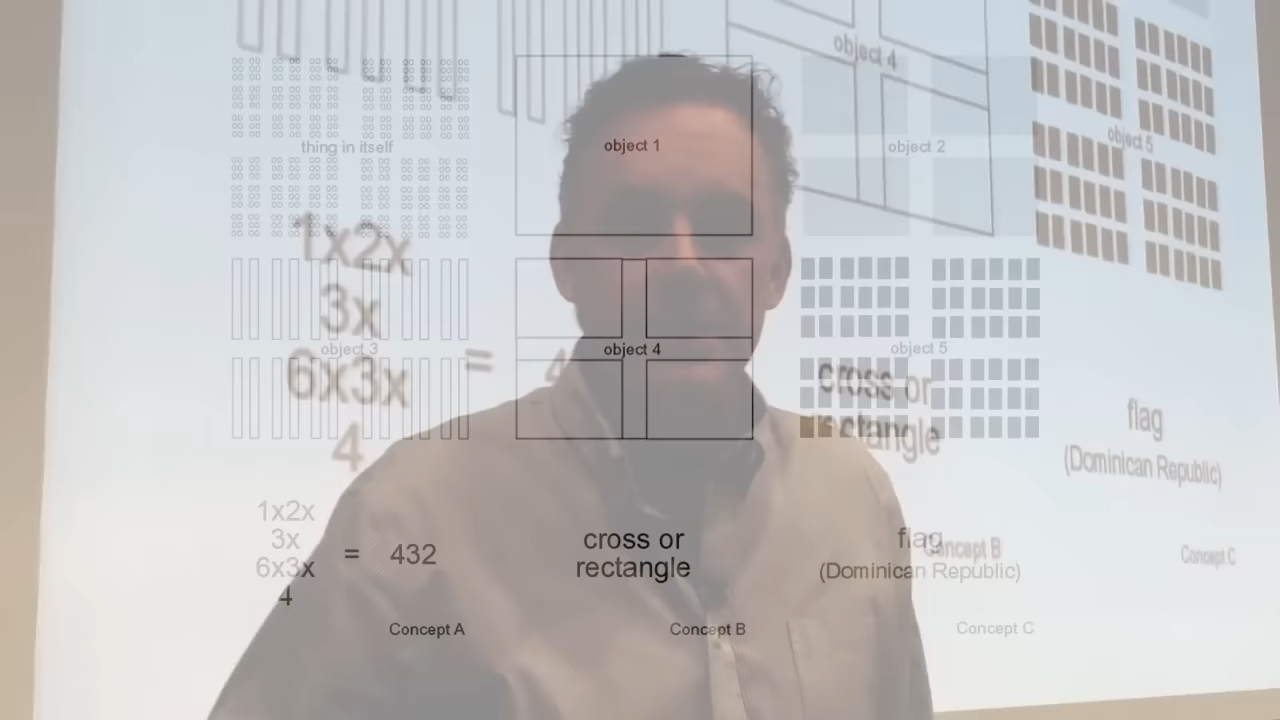 object 4
object 5
thing in itself
object 1
object 2
1x2x
3x
6x3x
4
=
4
object 3
object 4
object 5
cross or
rectangle
flag
(Dominican Republic)
1x2x
3x
6x3x
4
= 432
cross or
rectangle
flag
(Dominican Republic)
Concept B
Concept C
Concept A
Concept B
Concept C